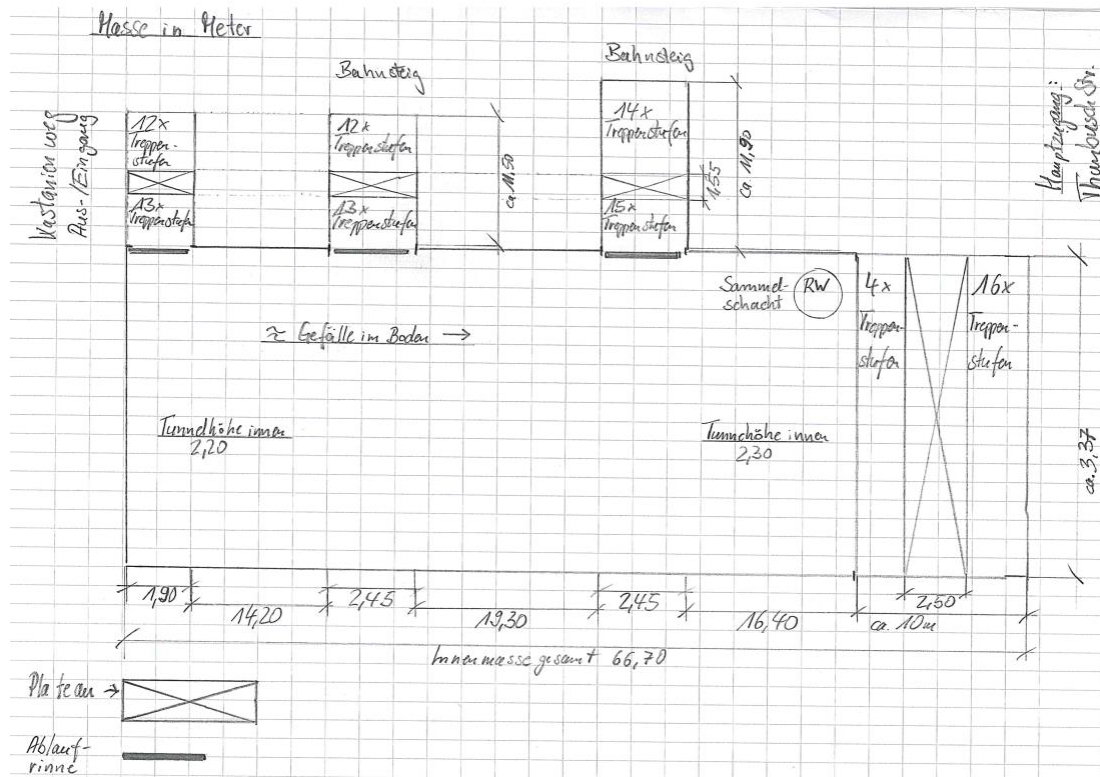 Masse in Meter
Bahnsteig
Bahnsteig
Kastanienweg
Aus-/Eingang
12x
Treppen-
stufen
13x
Treppenstufen
12x
Treppenstufen
13x
Treppenstufen
ca. 11,50
14x
Treppenstufen
15x
Treppenstufen
1,55
ca 11,90
Hauptzugang:
Sammel-
schacht
RW
4x
Treppen-
stufen
16x
Treppen-
stufen
≈ Gefälle im Boden →
Tunnelhöhe innen
2,20
Tunnelhöhe innen
2,30
ca. 3,37
1,90
14,20
2,45
19,30
2,45
16,40
2,50
ca. 10m
Innenmasse gesamt 66,70
Plateau →
Ablauf-
rinne